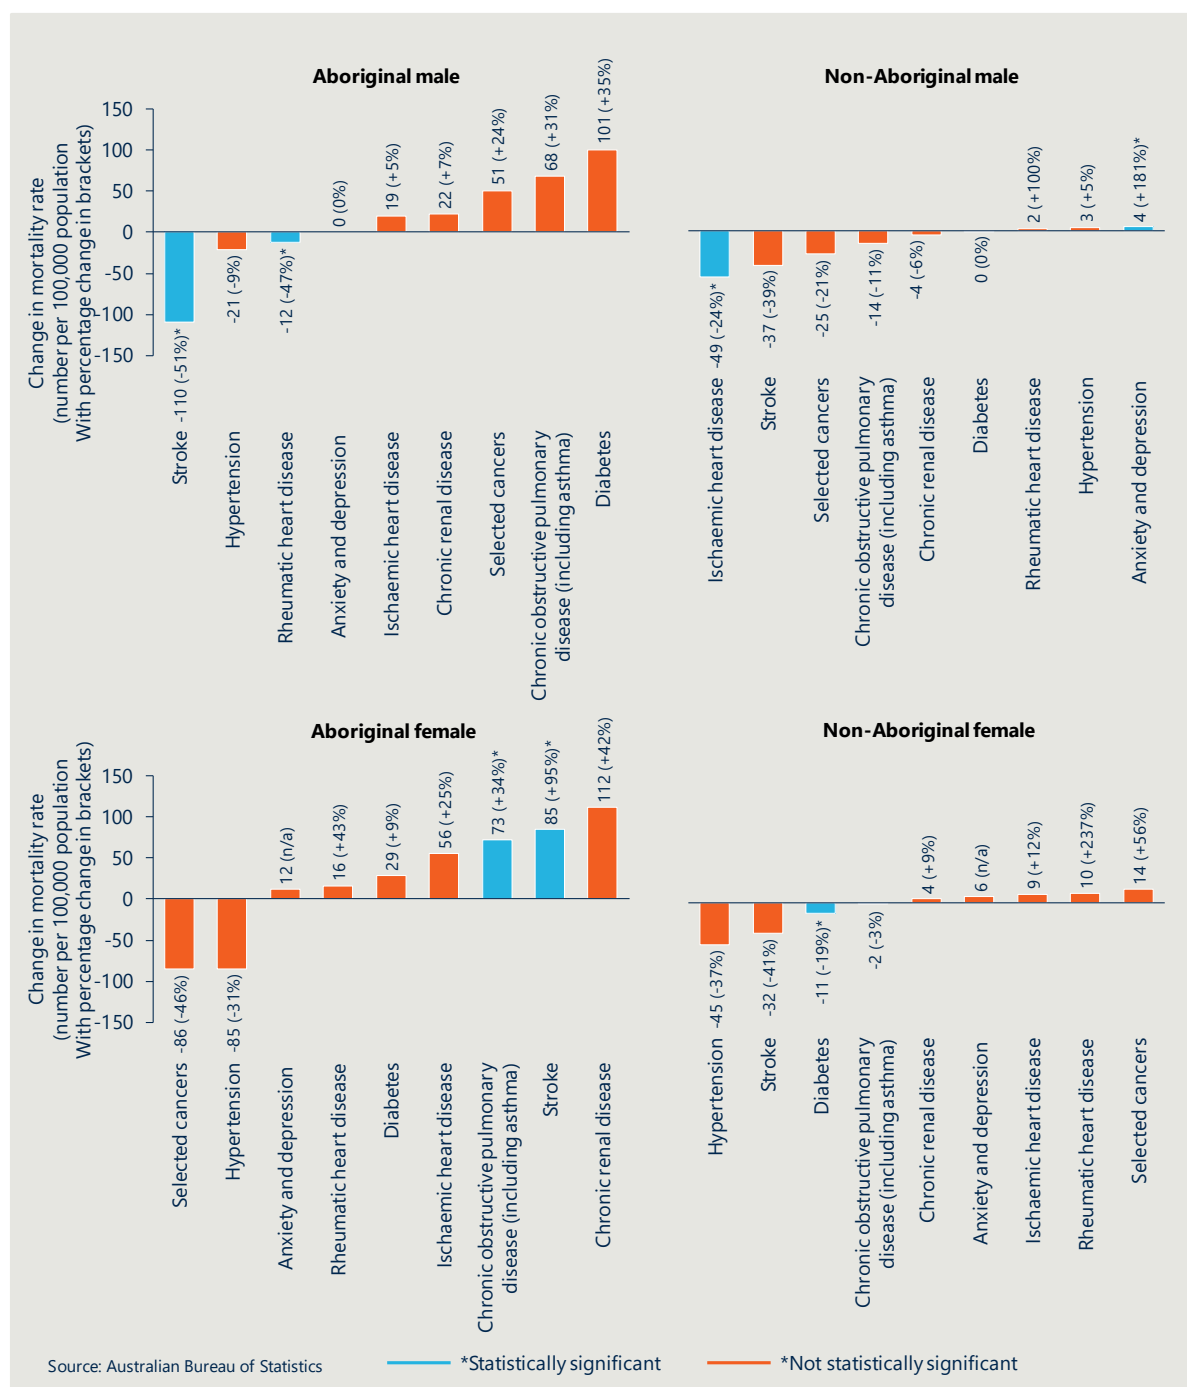 Aboriginal male
Change in mortality rate
(number per 100,000 population
With percentage change in brackets)
150
100
50
0
-50
-100
-150
Stroke -110 (-51%)*
Hypertension
-21 (-9%)
Rheumatic heart disease
-12 (-47%)*
Anxiety and depression
0 (0%)
Ischaemic heart disease
19 (+5%)
Chronic renal disease
22 (+7%)
Selected cancers
51 (+24%)
Chronic obstructive pulmonary
disease (including asthma)
68 (+31%)
Diabetes
101 (+35%)
Non-Aboriginal male
Ischaemic heart disease -49 (-24%)*
Stroke
-37 (-39%)
Selected cancers
-25 (-21%)
Chronic obstructive pulmonary
disease (including asthma)
-14 (-11%)
Chronic renal disease
-4 (-6%)
Diabetes
0 (0%)
Rheumatic heart disease
2 (+100%)
Hypertension
3 (+5%)
Anxiety and depression
4 (+181%)*
Aboriginal female
Change in mortality rate
(number per 100,000 population
With percentage change in brackets)
150
100
50
0
-50
-100
-150
Selected cancers -86 (-46%)
Hypertension -85 (-31%)
Anxiety and depression
12 (n/a)
Rheumatic heart disease
16 (+43%)
Diabetes
29 (+9%)
Ischaemic heart disease
56 (+25%)
Chronic obstructive pulmonary
disease (including asthma)
73 (+34%)*
Stroke
85 (+95%)*
Chronic renal disease
112 (+42%)
Non-Aboriginal female
Hypertension -45 (-37%)
Stroke
-32 (-41%)
Diabetes
-11 (-19%)*
Chronic obstructive pulmonary
disease (including asthma)
-2 (-3%)
Chronic renal disease
4 (+9%)
Anxiety and depression
6 (n/a)
Ischaemic heart disease
9 (+12%)
Rheumatic heart disease
10 (+237%)
Selected cancers
14 (+56%)
Source: Australian Bureau of Statistics
*Statistically significant
*Not statistically significant